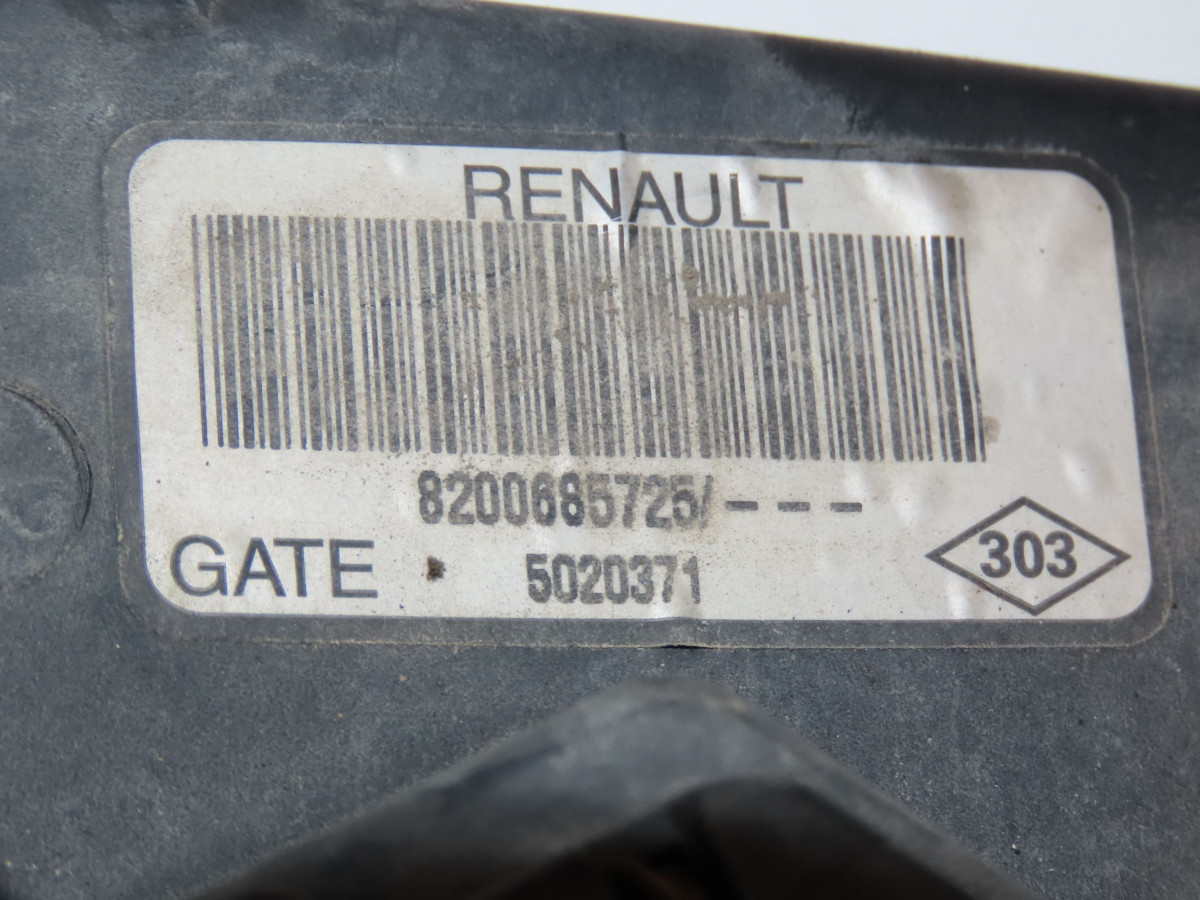 RENAULT
8200685725/---
GATE 5020371
303